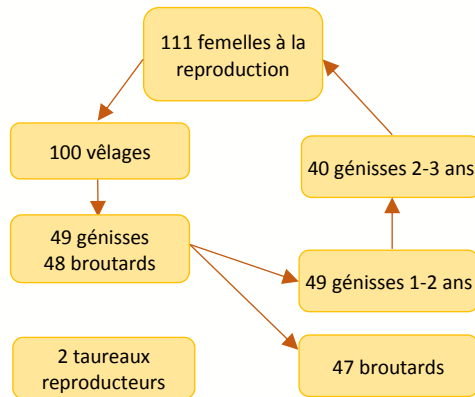 111 femelles à la
reproduction
100 vêlages
40 génisses 2-3 ans
49 génisses
48 broutards
49 génisses 1-2 ans
2 taureaux
reproducteurs
47 broutards